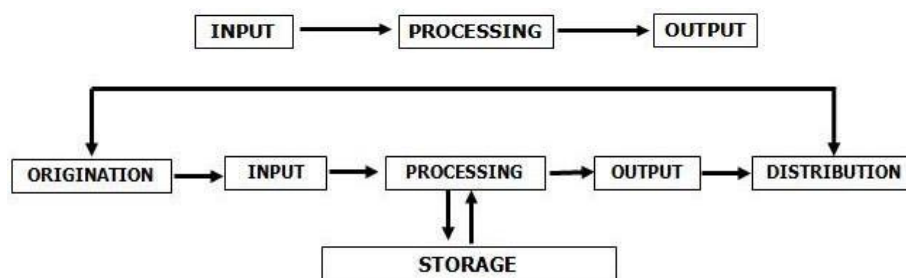 INPUT PROCESSING OUTPUT
ORIGINATION INPUT PROCESSING OUTPUT DISTRIBUTION
STORAGE